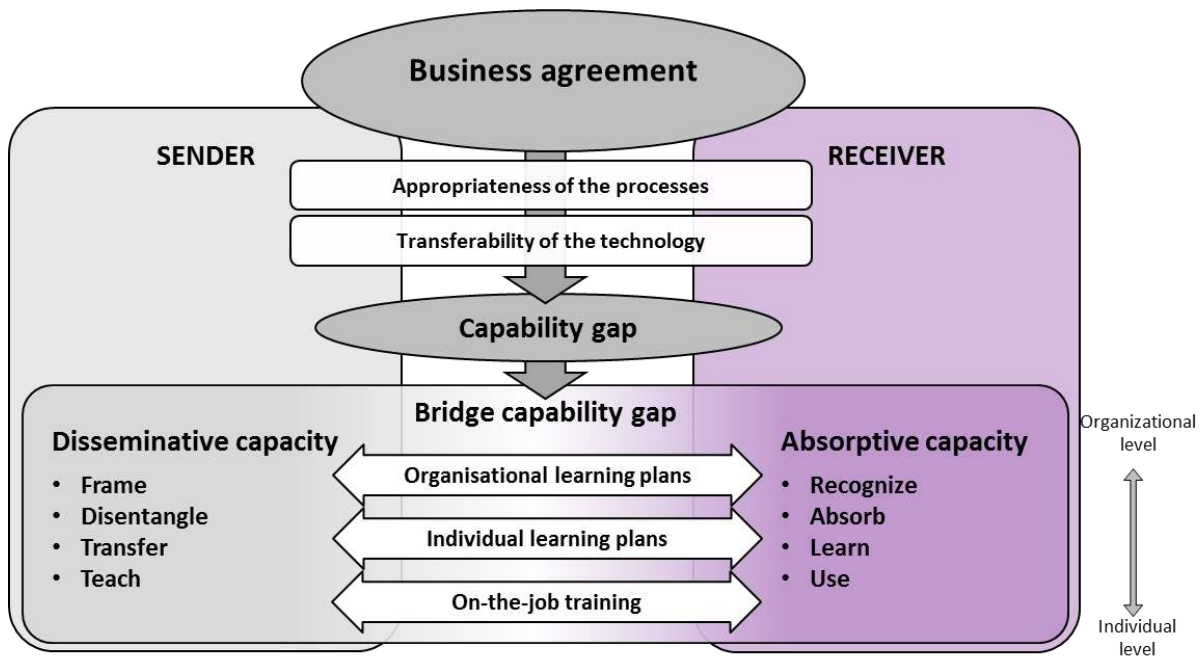 Business agreement
SENDER
RECEIVER
Appropriateness of the processes
Transferability of the technology
Capability gap
Bridge capability gap
Disseminative capacity
• Frame
• Disentangle
• Transfer
• Teach
Organisational learning plans
Individual learning plans
On-the-job training
Absorptive capacity
• Recognize
• Absorb
• Learn
• Use
Organizational
level
Individual
level